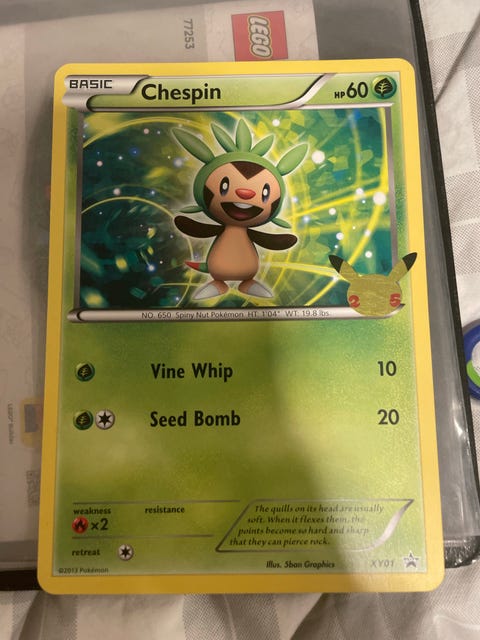 77253
LEGO
BASIC
Chespin
HP 60
25
NO. 650 Spiny Nut Pokémon HT: 1'04" WT: 19.8 lbs.
Vine Whip 10
Seed Bomb 20
weakness resistance
×2
The quills on its head are usually
soft. When it flexes them, the
points become so hard and sharp
that they can pierce rock.
retreat
©2013 Pokémon
Illus. 5ban Graphics
XY01